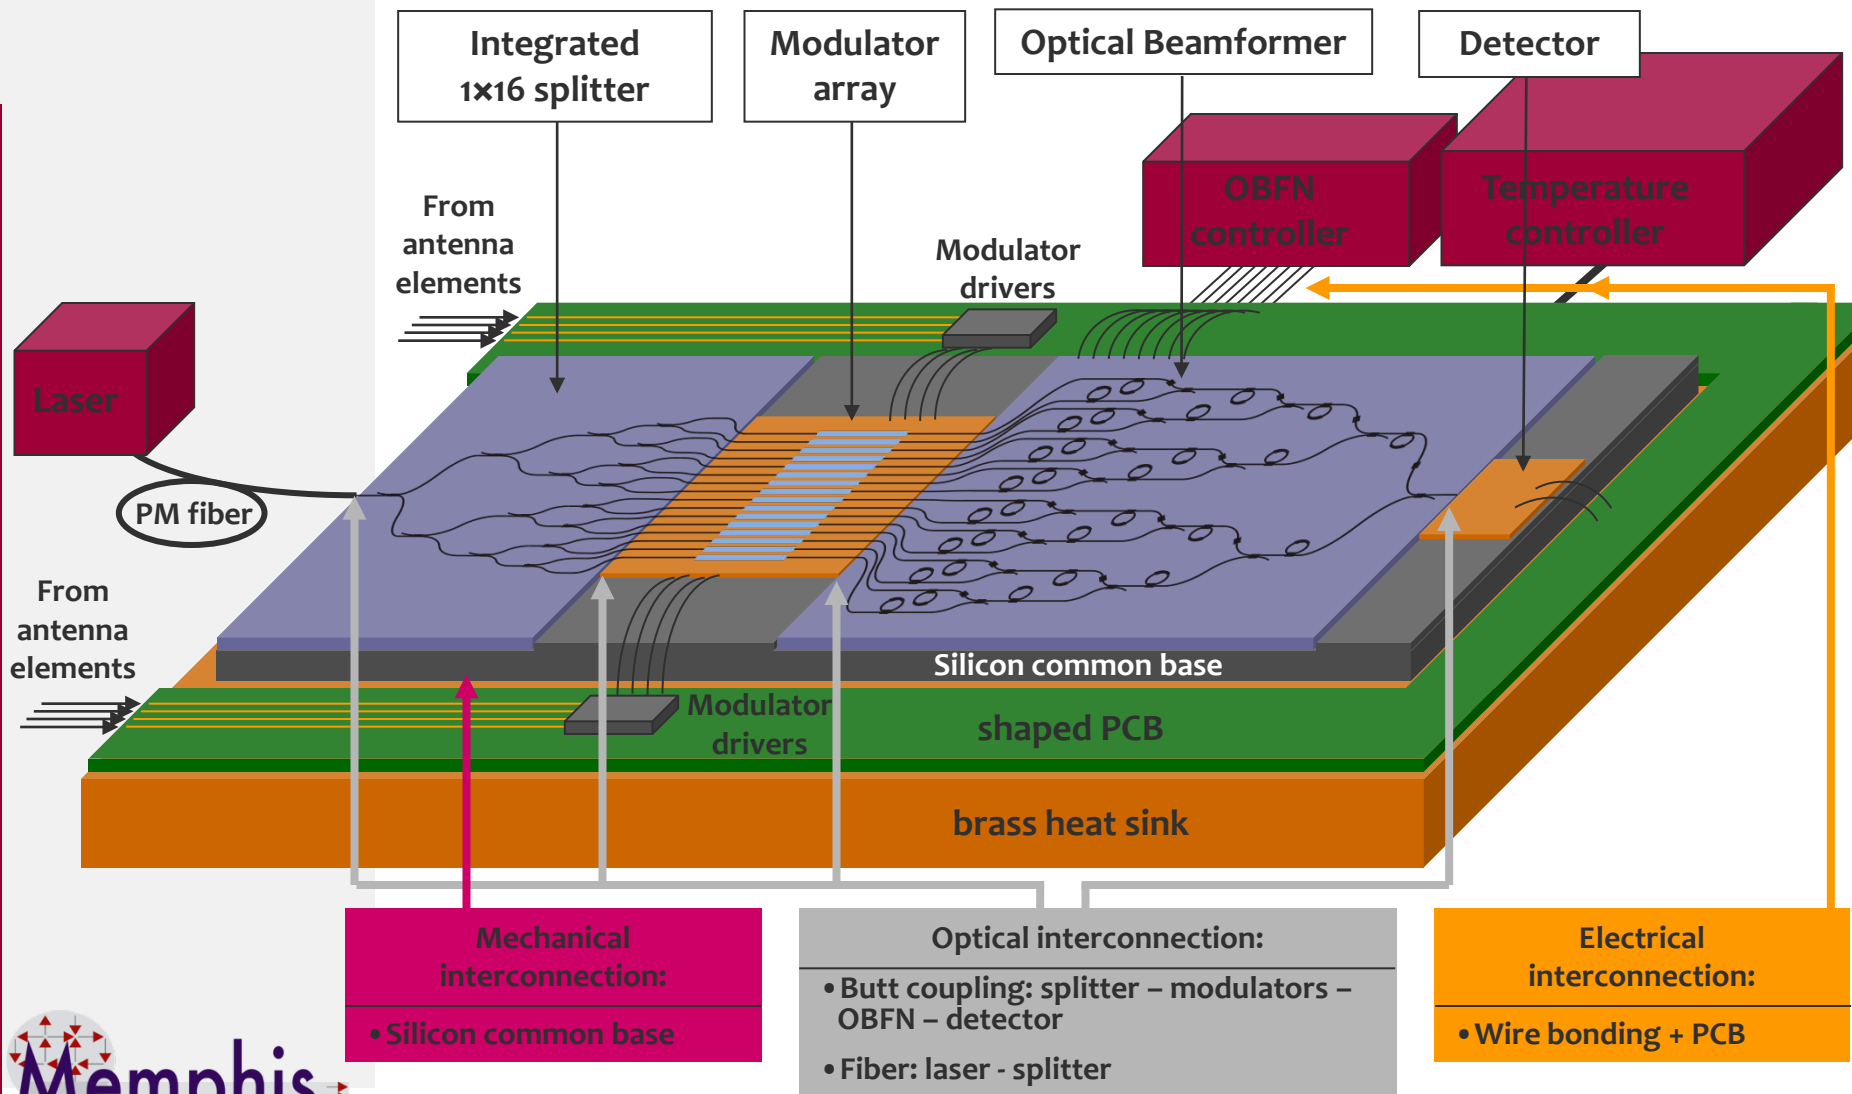 Integrated
1×16 splitter
Modulator
array
Optical Beamformer
Detector
OBFN
controller
Temperature
controller
From
antenna
elements
Modulator
drivers
Laser
PM fiber
From
antenna
elements
Silicon common base
Modulator
drivers
shaped PCB
brass heat sink
Mechanical
interconnection:
• Silicon common base
Optical interconnection:
• Butt coupling: splitter – modulators –
OBFN – detector
• Fiber: laser - splitter
Electrical
interconnection:
• Wire bonding + PCB
Memphis